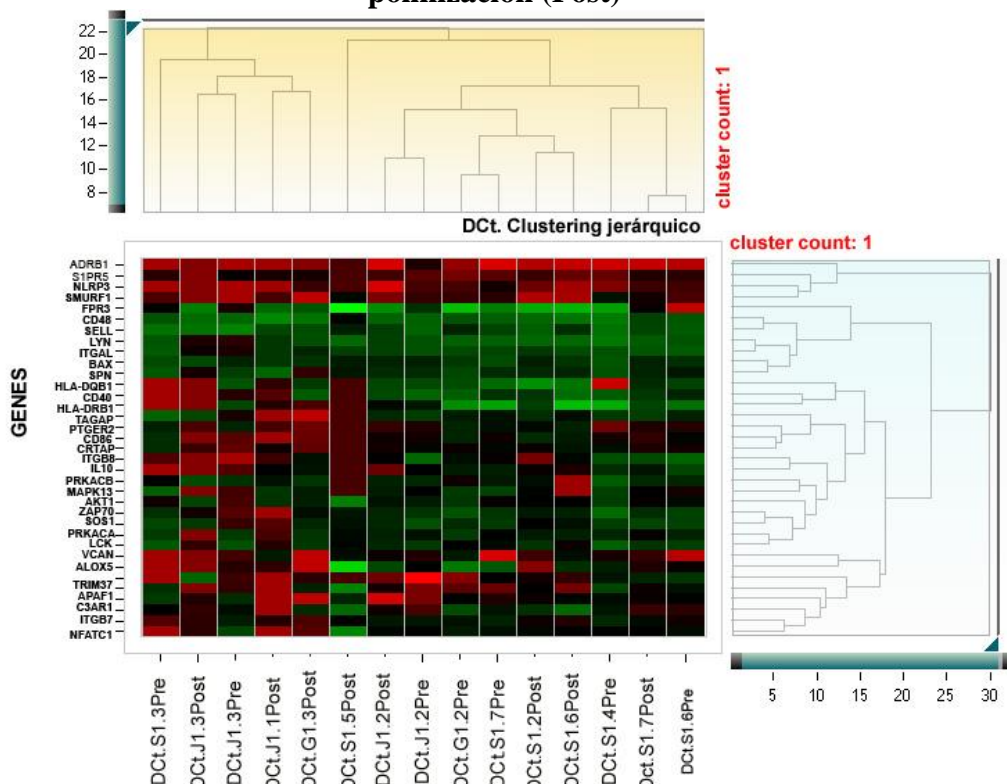 polinización (Post)
22
20
18
16
14
12
10
8
cluster count: 1
DCt. Clustering jerárquico
cluster count: 1
GENES
ADRB1
S1PR5
NLRP3
SMURF1
FPR3
CD48
SELL
LYN
ITGAL
BAX
SPN
HLA-DQB1
CD40
HLA-DRB1
TAGAP
PTGER2
CD86
CRTAP
ITGB8
IL10
PRKACB
MAPK13
AKT1
ZAP70
SOS1
PRKACA
LCK
VCAN
ALOX5
TRIM37
APAF1
C3AR1
ITGB7
NFATC1
5 10 15 20 25 30
DCt.S1.3Pre
DCt.J1.3Post
DCt.J1.3Pre
DCt.J1.1Post
DCt.G1.3Post
DCt.S1.5Post
DCt.J1.2Post
DCt.J1.2Pre
DCt.G1.2Pre
DCt.S1.7Pre
DCt.S1.2Post
DCt.S1.6Post
DCt.S1.4Pre
DCt.S1.7Post
DCt.S1.6Pre